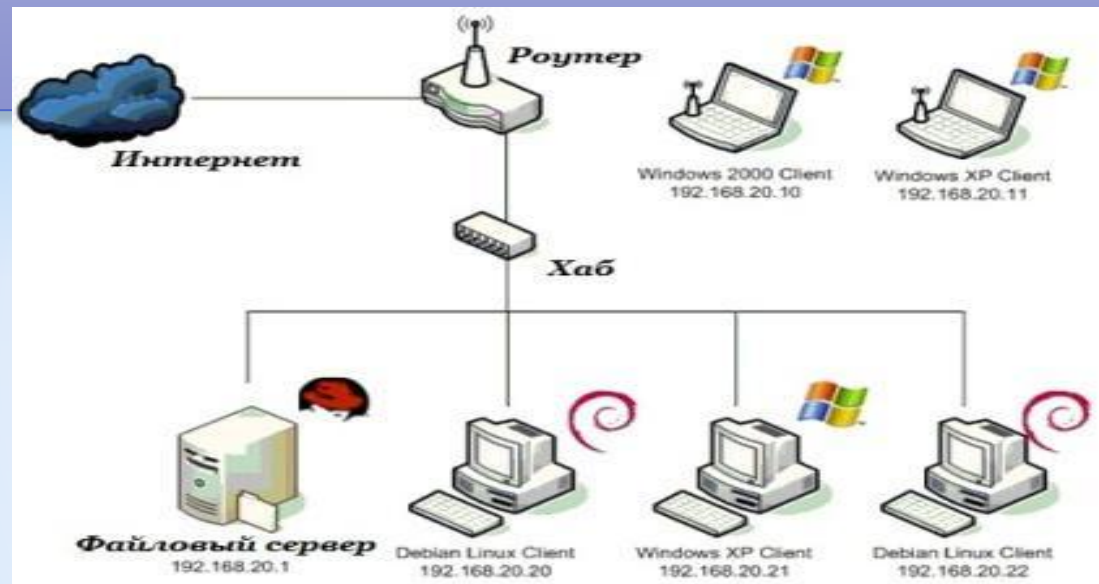 Роутер
Интернет
Windows 2000 Client
192.168.20.10
Windows XP Client
192.168.20.11
Хаб
Файловый сервер
192.168.20.1
Debian Linux Client
192.168.20.20
Windows XP Client
192.168.20.21
Debian Linux Client
192.168.20.22